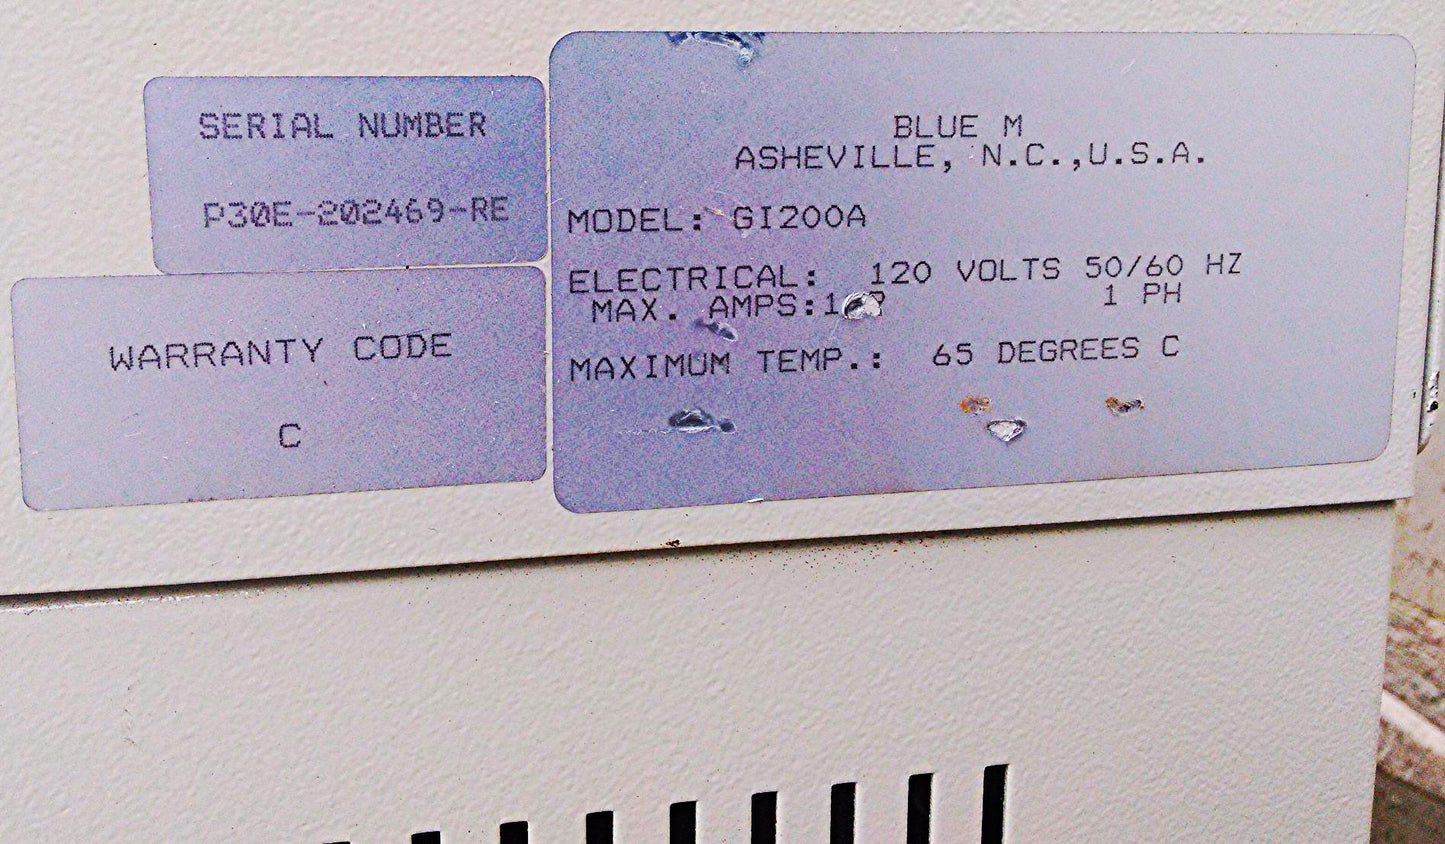 SERIAL NUMBER
P30E-202469-RE
WARRANTY CODE
C
BLUE M
ASHEVILLE, N.C.,U.S.A.
MODEL: GI200A
ELECTRICAL: 120 VOLTS 50/60 HZ
MAX. AMPS: 1 PH
MAXIMUM TEMP.: 65 DEGREES C